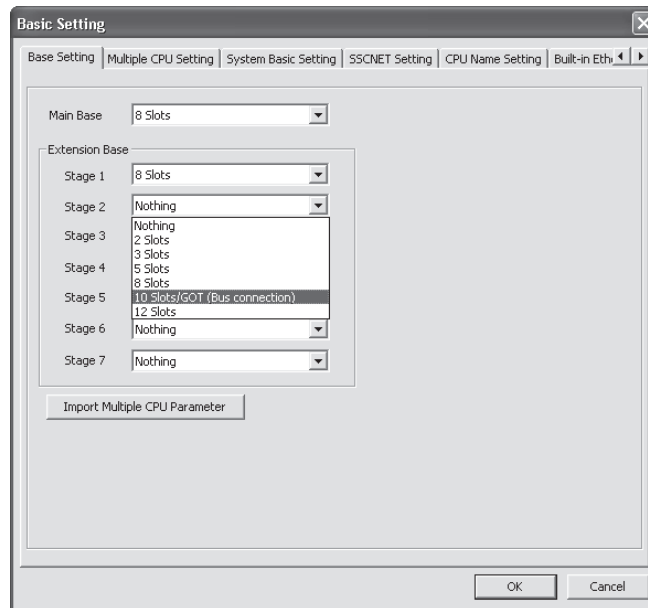 Basic Setting
Base Setting Multiple CPU Setting System Basic Setting SSCNET Setting CPU Name Setting Built-in Eth
Main Base 8 Slots
Extension Base
Stage 1 8 Slots
Stage 2 Nothing
Nothing
2 Slots
Stage 3
3 Slots
Stage 4 5 Slots
8 Slots
Stage 5 10 Slots/GOT (Bus connection)
12 Slots
Stage 6 Nothing
Stage 7 Nothing
Import Multiple CPU Parameter
OK Cancel